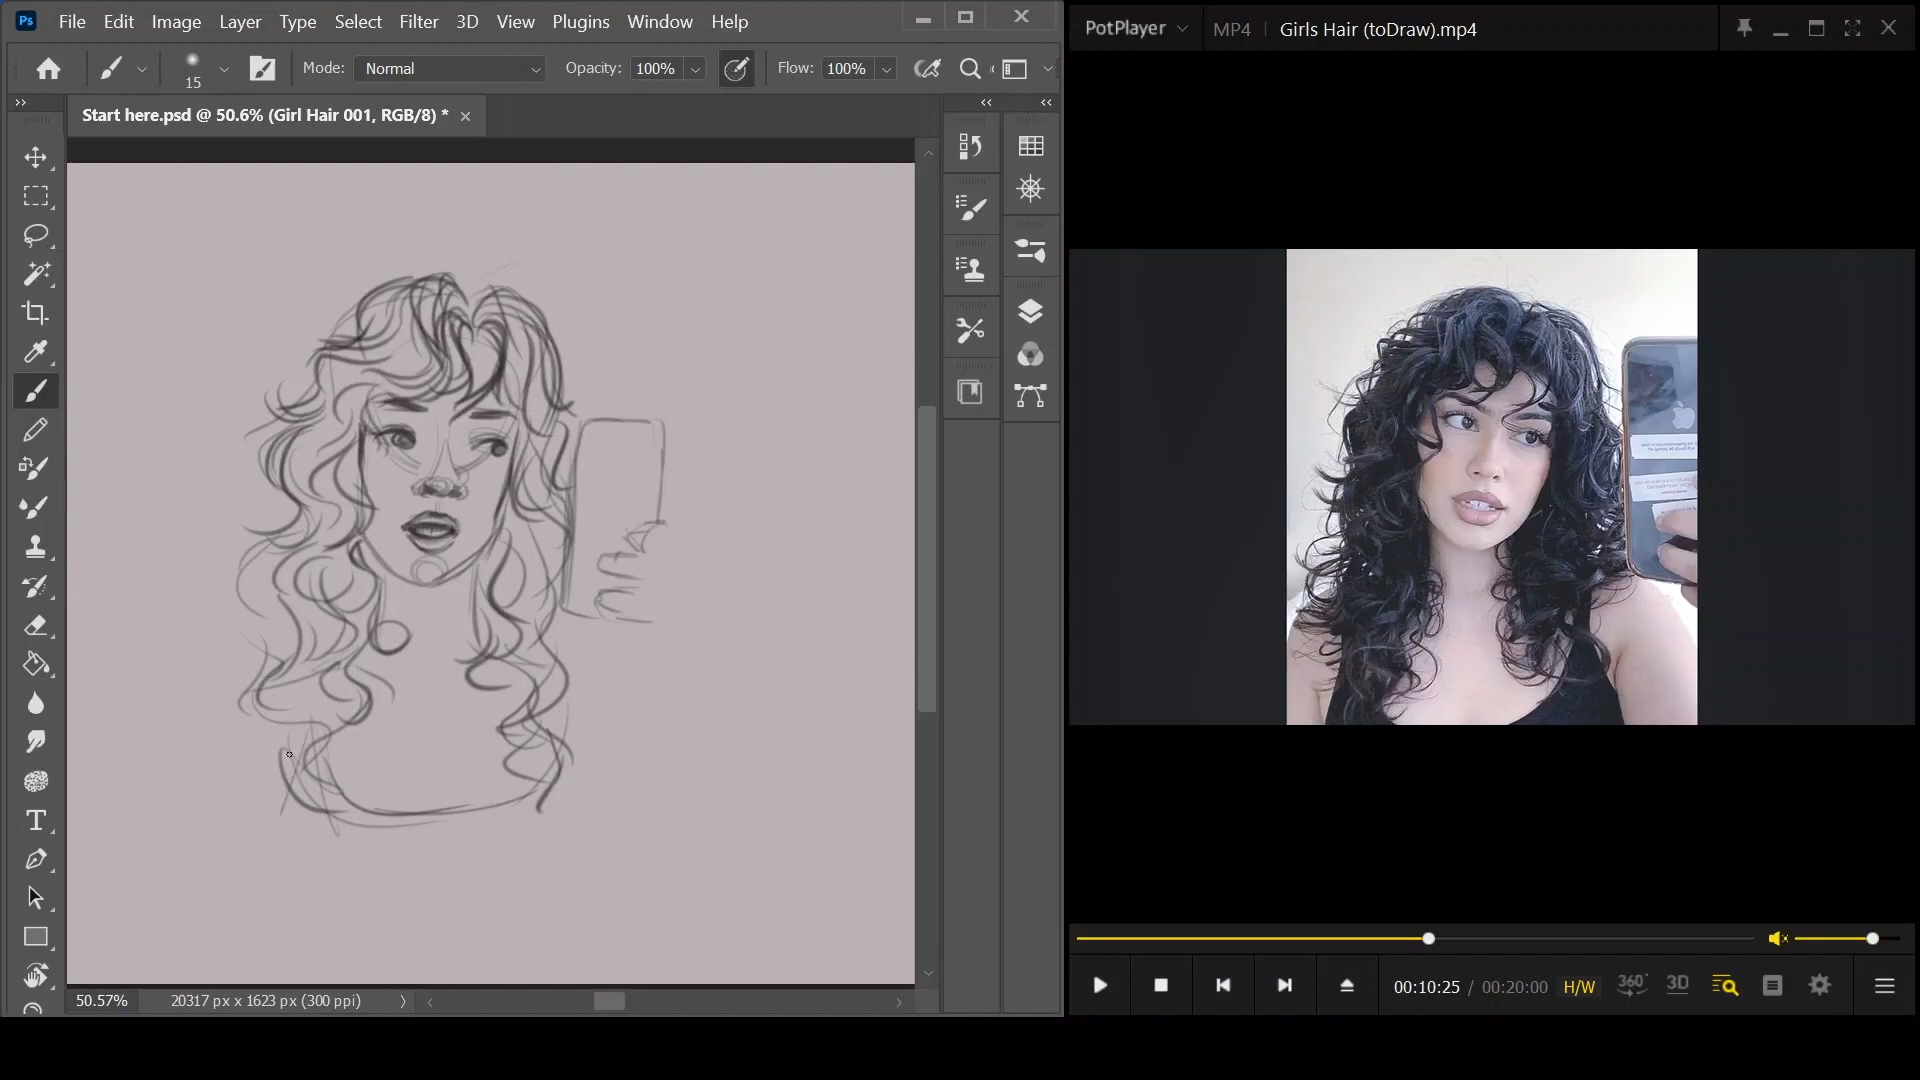 Ps File Edit Image Layer Type Select Filter 3D View Plugins Window Help
15 Mode: Normal Opacity: 100% Flow: 100%
Start here.psd @ 50.6% (Girl Hair 001, RGB/8) *
T
50.57% 20317 px x 1623 px (300 ppi)
PotPlayer MP4 Girls Hair (toDraw).mp4
00:10:25 / 00:20:00 H/W 360° 3D